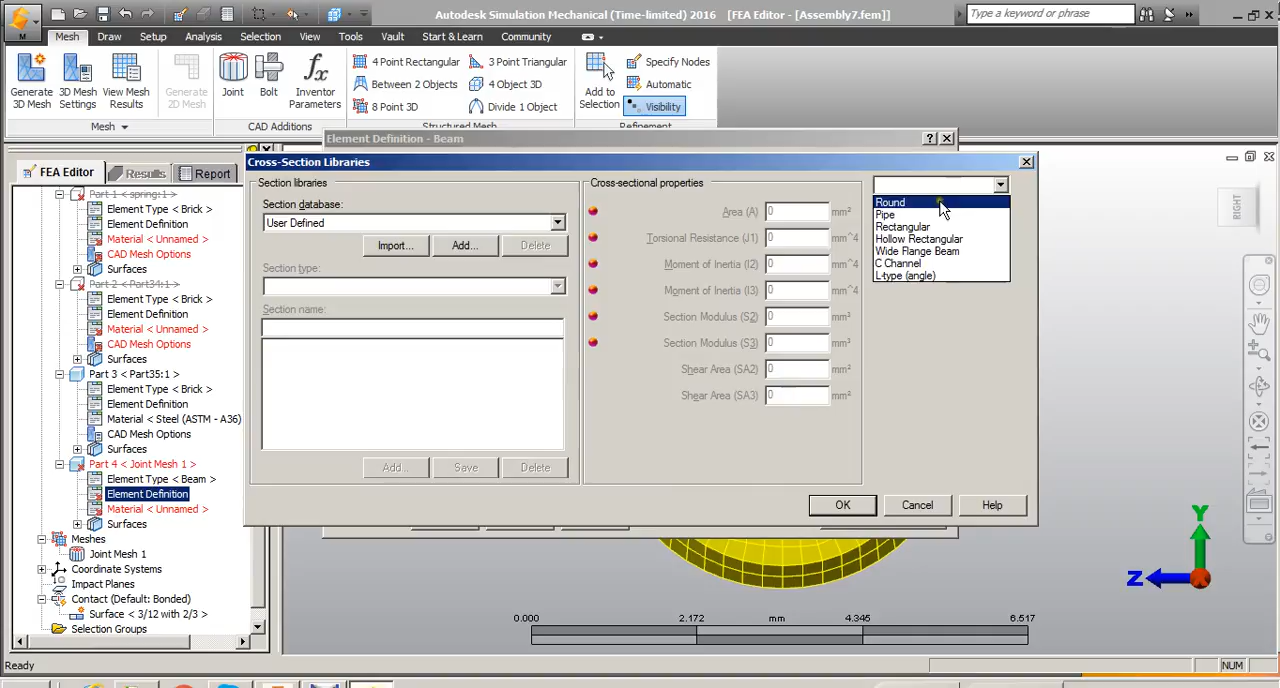 Autodesk Simulation Mechanical (Time-limited) 2016 - [FEA Editor - [Assembly7.fem]]
Type a keyword or phrase
M
Mesh Draw Setup Analysis Selection View Tools Vault Start & Learn Community
Generate 3D Mesh
3D Mesh Settings
View Mesh Results
Generate 2D Mesh
Joint
Bolt
Inventor Parameters
4 Point Rectangular
Between 2 Objects
8 Point 3D
3 Point Triangular
4 Object 3D
Divide 1 Object
Add to Selection
Specify Nodes
Automatic
Visibility
Mesh
CAD Additions
Structured Mesh
Refinement
Element Definition - Beam
FEA Editor Results Report
Part 1 < spring:1 >
Element Type < Brick >
Element Definition
Material < Unnamed >
CAD Mesh Options
Surfaces
Part 2 < Part34:1 >
Element Type < Brick >
Element Definition
Material < Unnamed >
CAD Mesh Options
Surfaces
Part 3 < Part35:1 >
Element Type < Brick >
Element Definition
Material < Steel (ASTM - A36)
CAD Mesh Options
Surfaces
Part 4 < Joint Mesh 1 >
Element Type < Beam >
Element Definition
Material < Unnamed >
Surfaces
Meshes
Joint Mesh 1
Coordinate Systems
Impact Planes
Contact (Default: Bonded)
Surface < 3/12 with 2/3 >
Selection Groups
Cross-Section Libraries
Section libraries
Section database:
User Defined
Import... Add... Delete
Section type:
Section name:
Add... Save Delete
Cross-sectional properties
Area (A) 0 mm²
Torsional Resistance (J1) 0 mm^4
Moment of Inertia (I2) 0 mm^4
Moment of Inertia (I3) 0 mm^4
Section Modulus (S2) 0 mm³
Section Modulus (S3) 0 mm³
Shear Area (SA2) 0 mm²
Shear Area (SA3) 0 mm²
Round
Pipe
Rectangular
Hollow Rectangular
Wide Flange Beam
C Channel
L-type (angle)
OK Cancel Help
RIGHT
Y
Z
0.000 2.172 mm 4.345 6.517
Ready
NUM